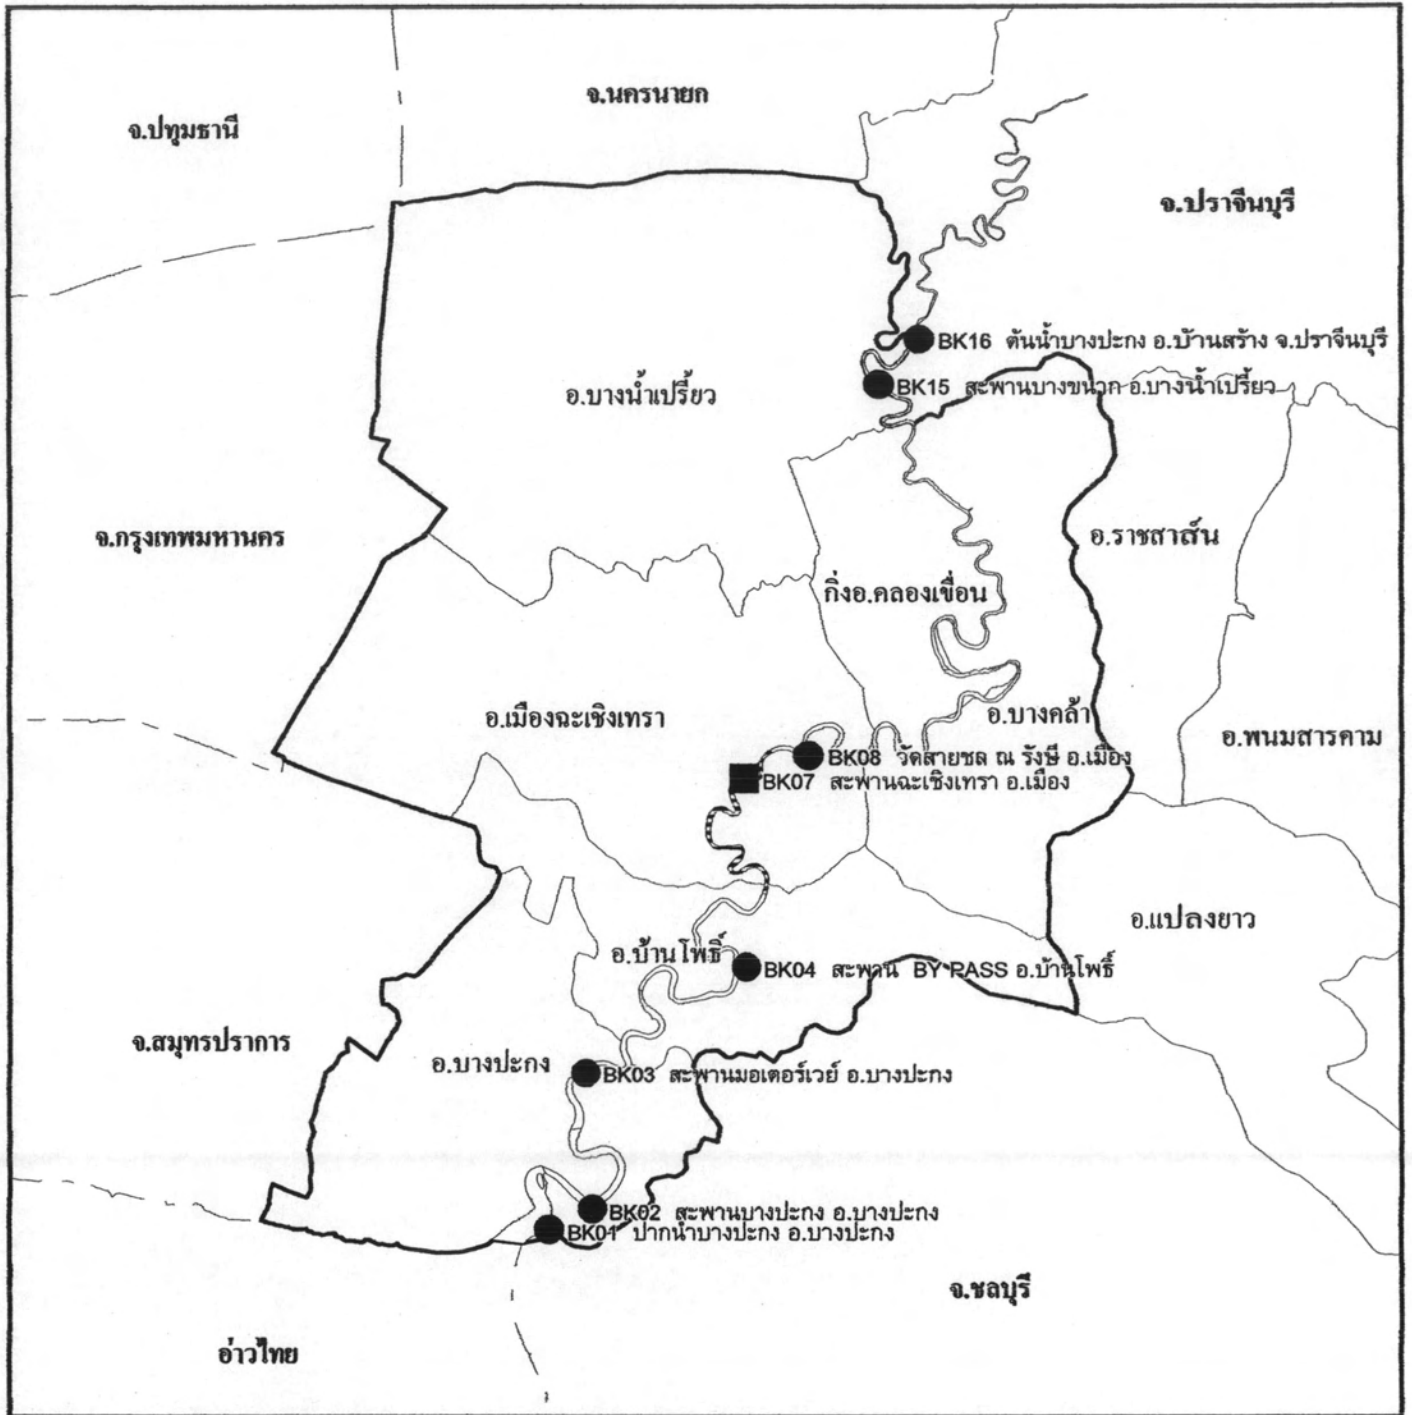 จ.นครนายก
จ.ปทุมธานี
จ.ปราจีนบุรี
BK16 ต้นน้ำบางปะกง อ.บ้านสร้าง จ.ปราจีนบุรี
BK15 สะพานบางขนาก อ.บางน้ำเปรี้ยว
อ.บางน้ำเปรี้ยว
จ.กรุงเทพมหานคร
อ.ราชสาส์น
กิ่งอ.คลองเขื่อน
อ.เมืองฉะเชิงเทรา
อ.บางคล้า
อ.พนมสารคาม
BK08 วัดสายชล ณ รังษี อ.เมือง
BK07 สะพานฉะเชิงเทรา อ.เมือง
อ.แปลงยาว
อ.บ้านโพธิ์
BK04 สะพาน BY PASS อ.บ้านโพธิ์
จ.สมุทรปราการ
อ.บางปะกง
BK03 สะพานมอเตอร์เวย์ อ.บางปะกง
BK02 สะพานบางปะกง อ.บางปะกง
BK01 ปากน้ำบางปะกง อ.บางปะกง
จ.ชลบุรี
อ่าวไทย